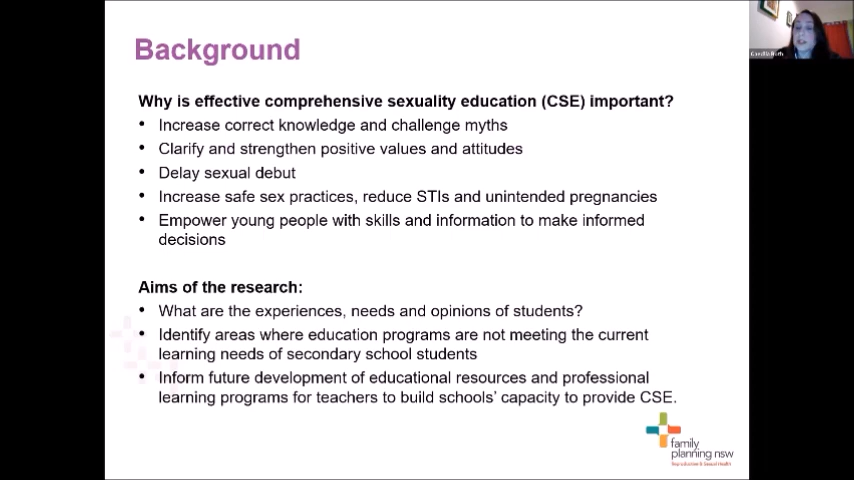 Background
Why is effective comprehensive sexuality education (CSE) important?
• Increase correct knowledge and challenge myths
• Clarify and strengthen positive values and attitudes
• Delay sexual debut
• Increase safe sex practices, reduce STIs and unintended pregnancies
• Empower young people with skills and information to make informed
decisions
Aims of the research:
• What are the experiences, needs and opinions of students?
• Identify areas where education programs are not meeting the current
learning needs of secondary school students
• Inform future development of educational resources and professional
learning programs for teachers to build schools' capacity to provide CSE.
family
planning nsw
Reproductive & Sexual Health